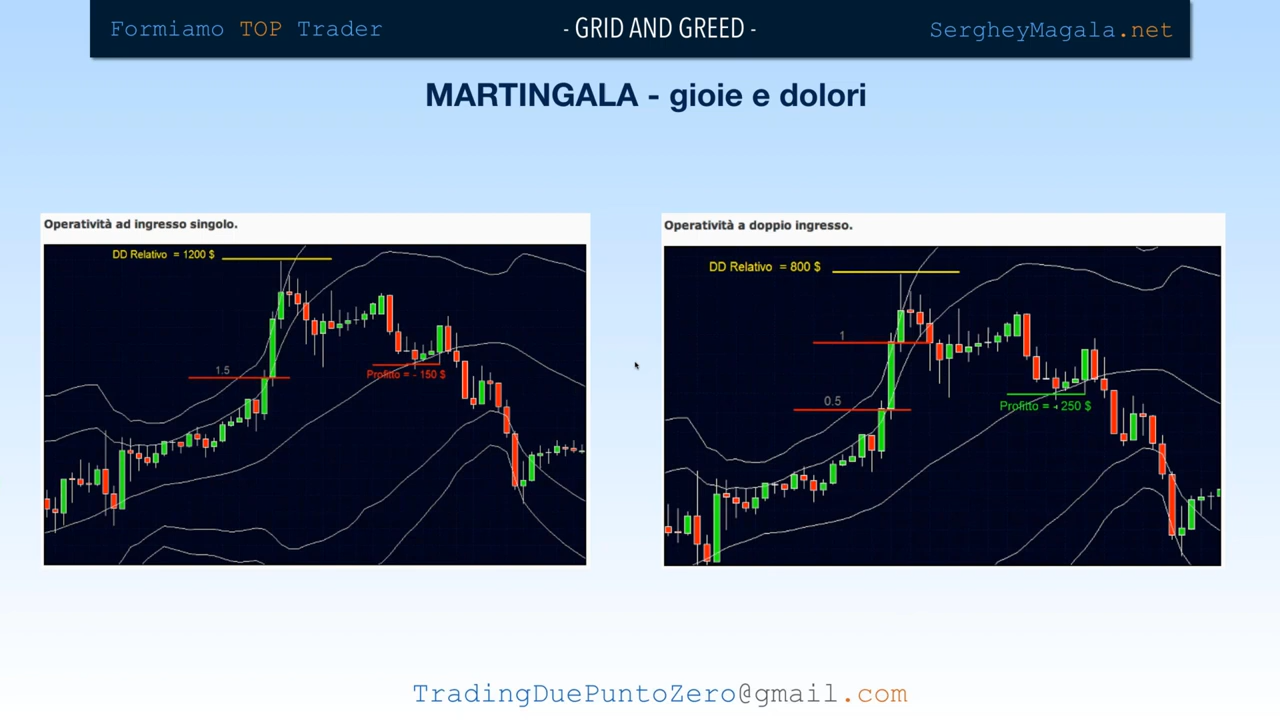 Formiamo TOP Trader
- GRID AND GREED -
SergheyMagala.net
MARTINGALA - gioie e dolori
Operatività ad ingresso singolo.
DD Relativo = 1200 $
1.5
Profitto = - 150 $
Operatività a doppio ingresso.
DD Relativo = 800 $
1
0.5
Profitto = + 250 $
TradingDuePuntoZero@gmail.com